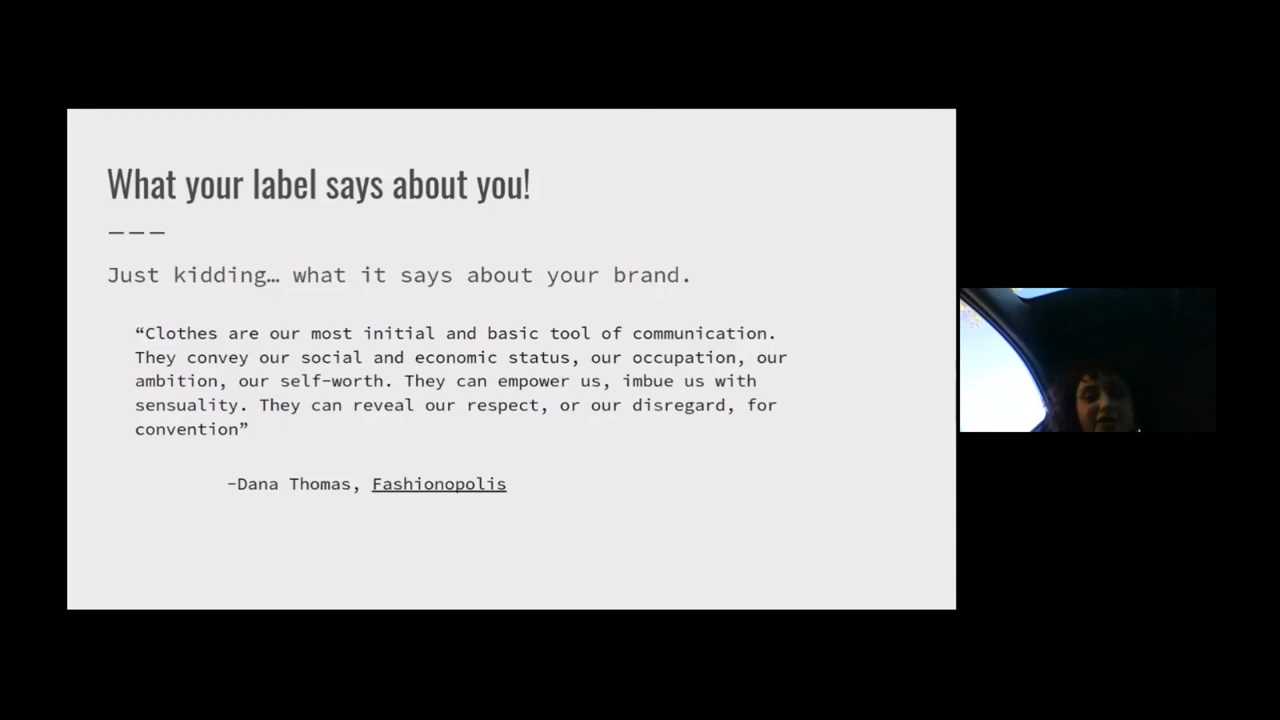 What your label says about you!
———
Just kidding… what it says about your brand.
“Clothes are our most initial and basic tool of communication.
They convey our social and economic status, our occupation, our
ambition, our self-worth. They can empower us, imbue us with
sensuality. They can reveal our respect, or our disregard, for
convention”
-Dana Thomas, Fashionopolis